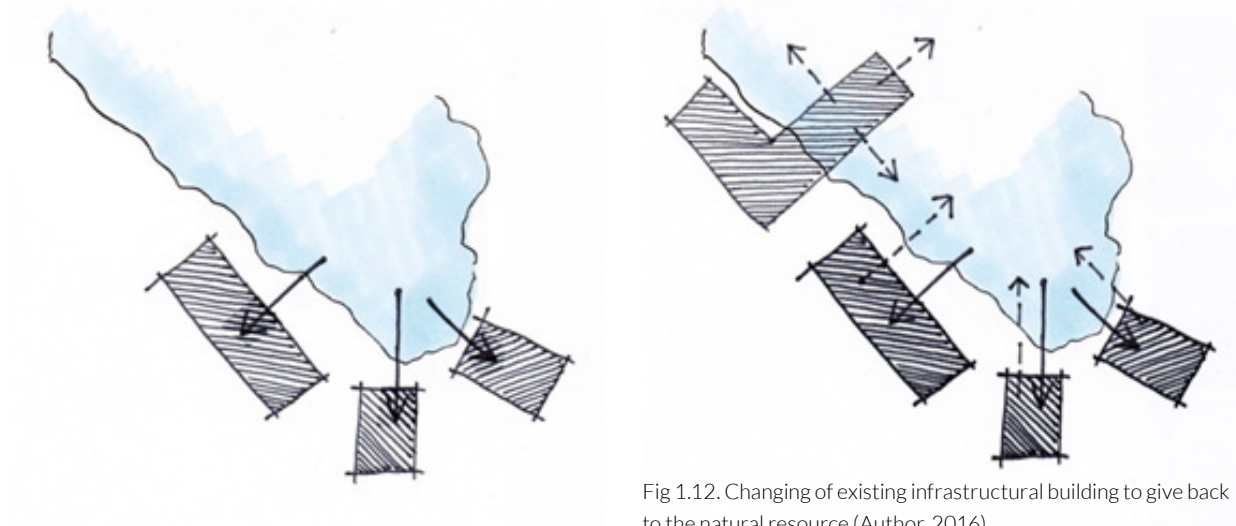 Fig 1.12. Changing of existing infrastructural building to give back
to the natural resource (Author, 2016)